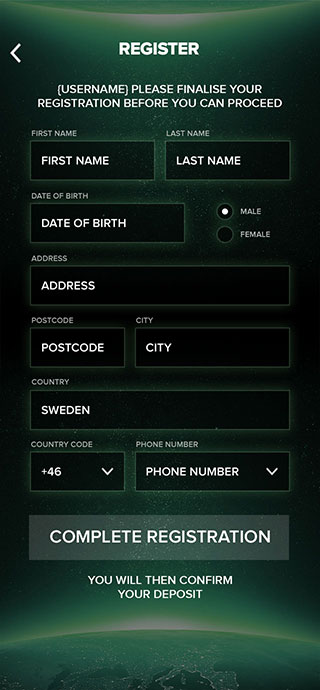 REGISTER
{USERNAME} PLEASE FINALISE YOUR
REGISTRATION BEFORE YOU CAN PROCEED
FIRST NAME
LAST NAME
FIRST NAME
LAST NAME
DATE OF BIRTH
DATE OF BIRTH
MALE
FEMALE
ADDRESS
ADDRESS
POSTCODE
CITY
POSTCODE
CITY
COUNTRY
SWEDEN
COUNTRY CODE
PHONE NUMBER
+46
PHONE NUMBER
COMPLETE REGISTRATION
YOU WILL THEN CONFIRM
YOUR DEPOSIT